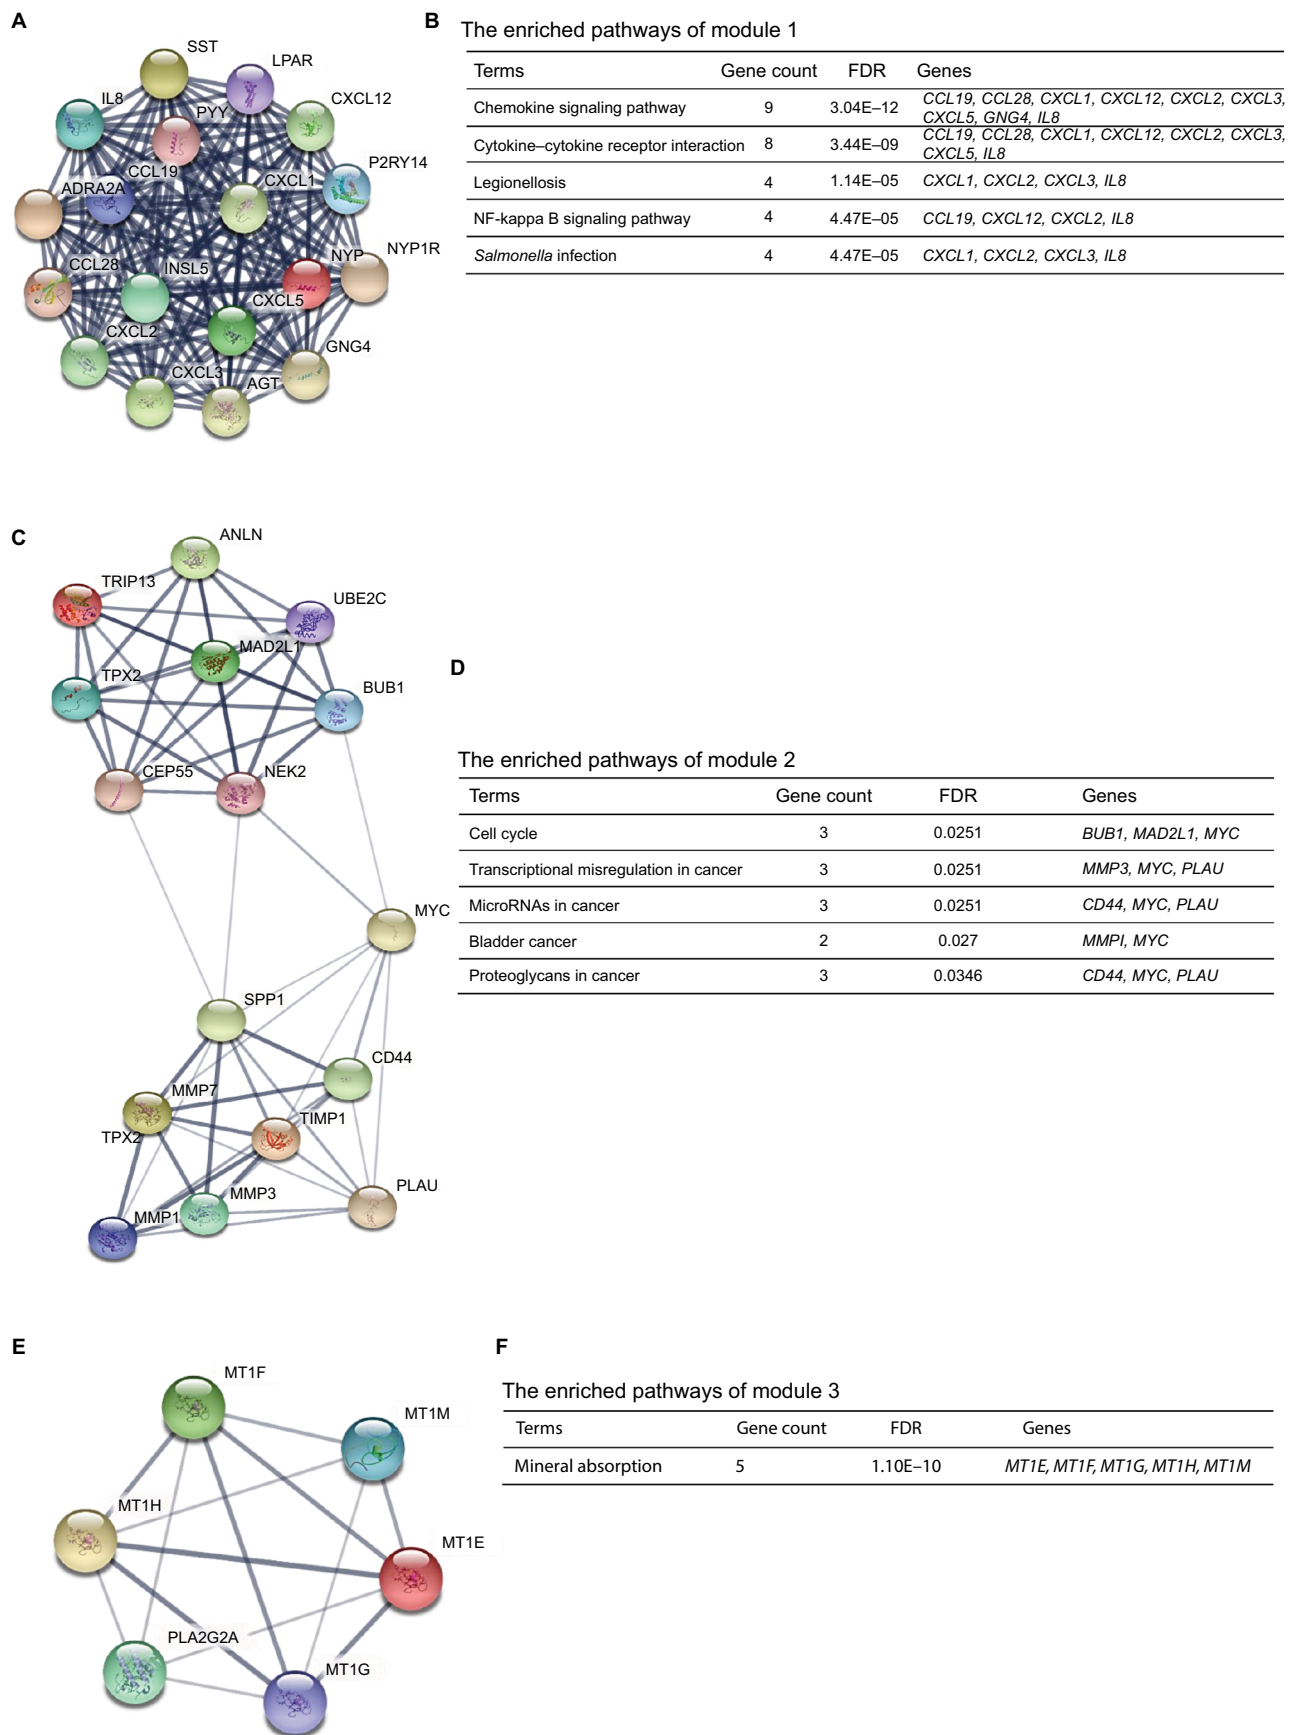 A
SST
LPAR
IL8
PYY
CXCL12
CCL19
P2RY14
ADRA2A
CXCL1
CCL28
INSL5
NYP
NYP1R
CXCL5
CXCL2
GNG4
CXCL3
AGT
B
The enriched pathways of module 1
Terms Gene count FDR Genes
Chemokine signaling pathway 9 3.04E–12 CCL19, CCL28, CXCL1, CXCL12, CXCL2, CXCL3,
CXCL5, GNG4, IL8
Cytokine–cytokine receptor interaction 8 3.44E–09 CCL19, CCL28, CXCL1, CXCL12, CXCL2, CXCL3,
CXCL5, IL8
Legionellosis 4 1.14E–05 CXCL1, CXCL2, CXCL3, IL8
NF-kappa B signaling pathway 4 4.47E–05 CCL19, CXCL12, CXCL2, IL8
Salmonella infection 4 4.47E–05 CXCL1, CXCL2, CXCL3, IL8
C
ANLN
TRIP13
UBE2C
MAD2L1
TPX2
BUB1
CEP55
NEK2
MYC
SPP1
CD44
MMP7
TIMP1
TPX2
PLAU
MMP3
MMP1
D
The enriched pathways of module 2
Terms Gene count FDR Genes
Cell cycle 3 0.0251 BUB1, MAD2L1, MYC
Transcriptional misregulation in cancer 3 0.0251 MMP3, MYC, PLAU
MicroRNAs in cancer 3 0.0251 CD44, MYC, PLAU
Bladder cancer 2 0.027 MMPI, MYC
Proteoglycans in cancer 3 0.0346 CD44, MYC, PLAU
E
MT1F
MT1M
MT1H
MT1E
PLA2G2A
MT1G
F
The enriched pathways of module 3
Terms Gene count FDR Genes
Mineral absorption 5 1.10E–10 MT1E, MT1F, MT1G, MT1H, MT1M